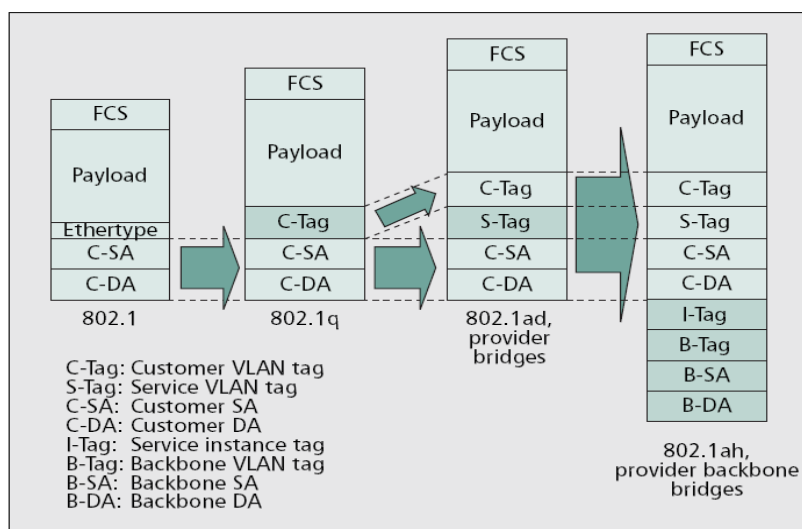 FCS
Payload
Ethertype
C-SA
C-DA
802.1
FCS
Payload
C-Tag
C-SA
C-DA
802.1q
FCS
Payload
C-Tag
S-Tag
C-SA
C-DA
802.1ad,
provider
bridges
FCS
Payload
C-Tag
S-Tag
C-SA
C-DA
I-Tag
B-Tag
B-SA
B-DA
802.1ah,
provider backbone
bridges
C-Tag: Customer VLAN tag
S-Tag: Service VLAN tag
C-SA: Customer SA
C-DA: Customer DA
I-Tag: Service instance tag
B-Tag: Backbone VLAN tag
B-SA: Backbone SA
B-DA: Backbone DA